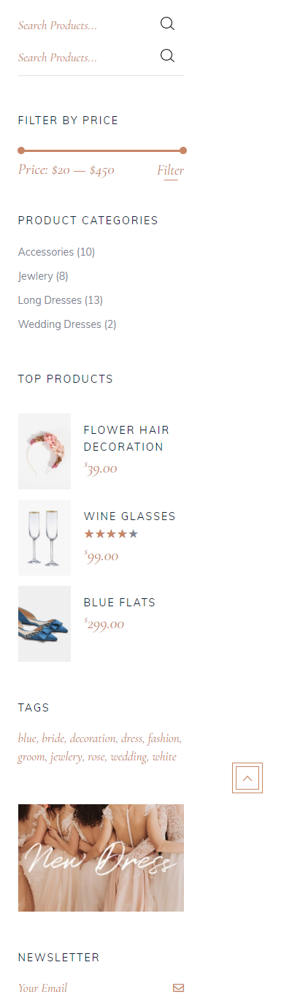 Search Products...
Search Products...
FILTER BY PRICE
Price: $20 — $450
Filter
PRODUCT CATEGORIES
Accessories (10)
Jewlery (8)
Long Dresses (13)
Wedding Dresses (2)
TOP PRODUCTS
FLOWER HAIR
DECORATION
$39.00
WINE GLASSES
$99.00
BLUE FLATS
$299.00
TAGS
blue, bride, decoration, dress, fashion,
groom, jewlery, rose, wedding, white
New Dress
NEWSLETTER
Your Email